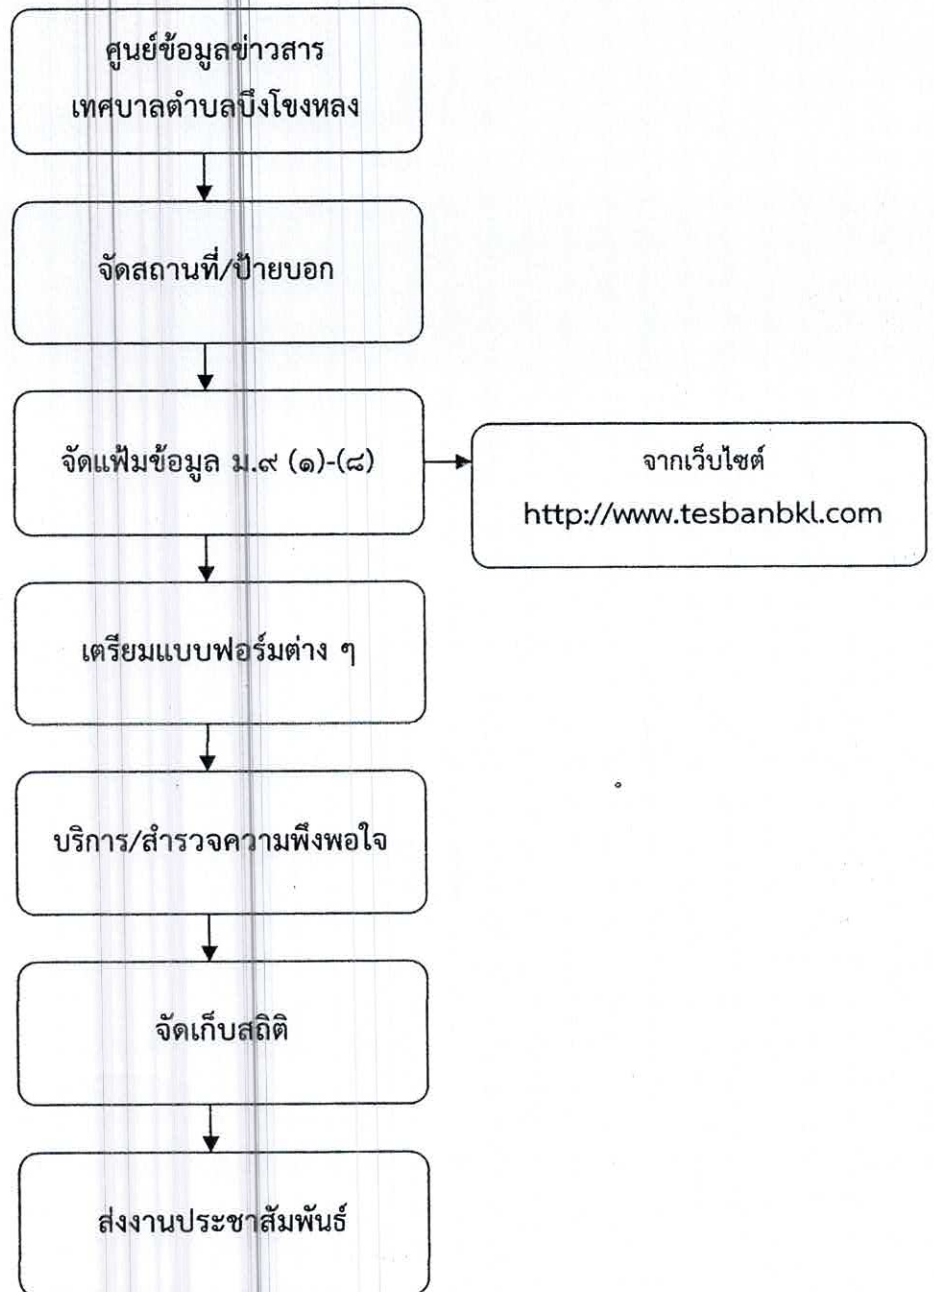 ศูนย์ข้อมูลข่าวสาร
เทศบาลตำบลบึงโขงหลง
จัดสถานที่/ป้ายบอก
จัดแฟ้มข้อมูล ม.๙ (๑)-(๘)
จากเว็บไซต์
http://www.tesbanbkl.com
เตรียมแบบฟอร์มต่าง ๆ
บริการ/สำรวจความพึงพอใจ
จัดเก็บสถิติ
ส่งงานประชาสัมพันธ์